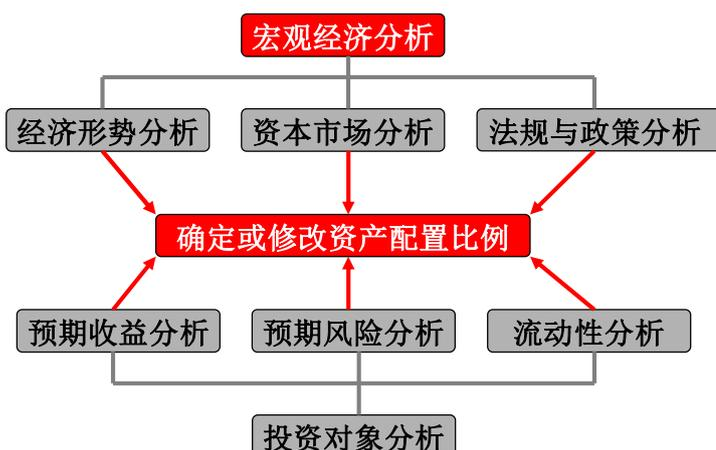 宏观经济分析
经济形势分析
资本市场分析
法规与政策分析
确定或修改资产配置比例
预期收益分析
预期风险分析
流动性分析
投资对象分析